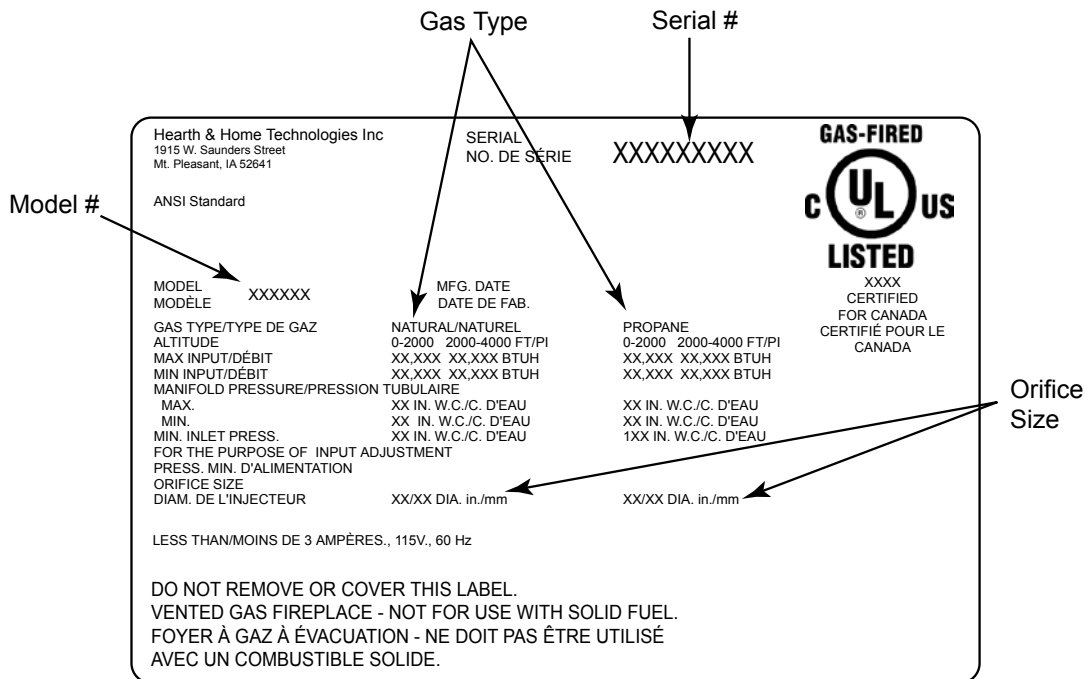 Gas Type Serial #
Hearth & Home Technologies Inc
1915 W. Saunders Street
Mt. Pleasant, IA 52641
SERIAL
NO. DE SÉRIE XXXXXXXXX
GAS-FIRED
C UL ® US
LISTED
XXXX
CERTIFIED
FOR CANADA
CERTIFIÉ POUR LE
CANADA
Model #
ANSI Standard
MODEL
MODÈLE XXXXXX
MFG. DATE
DATE DE FAB.
GAS TYPE/TYPE DE GAZ NATURAL/NATUREL PROPANE
ALTITUDE 0-2000 2000-4000 FT/PI 0-2000 2000-4000 FT/PI
MAX INPUT/DÉBIT XX,XXX XX,XXX BTUH XX,XXX XX,XXX BTUH
MIN INPUT/DÉBIT XX,XXX XX,XXX BTUH XX,XXX XX,XXX BTUH
MANIFOLD PRESSURE/PRESSION TUBULAIRE
MAX. XX IN. W.C./C. D'EAU XX IN. W.C./C. D'EAU
MIN. XX IN. W.C./C. D'EAU XX IN. W.C./C. D'EAU
MIN. INLET PRESS. XX IN. W.C./C. D'EAU 1XX IN. W.C./C. D'EAU
FOR THE PURPOSE OF INPUT ADJUSTMENT
PRESS. MIN. D'ALIMENTATION
ORIFICE SIZE
DIAM. DE L'INJECTEUR XX/XX DIA. in./mm XX/XX DIA. in./mm
Orifice
Size
LESS THAN/MOINS DE 3 AMPÈRES., 115V., 60 Hz
DO NOT REMOVE OR COVER THIS LABEL.
VENTED GAS FIREPLACE - NOT FOR USE WITH SOLID FUEL.
FOYER À GAZ À ÉVACUATION - NE DOIT PAS ÊTRE UTILISÉ
AVEC UN COMBUSTIBLE SOLIDE.